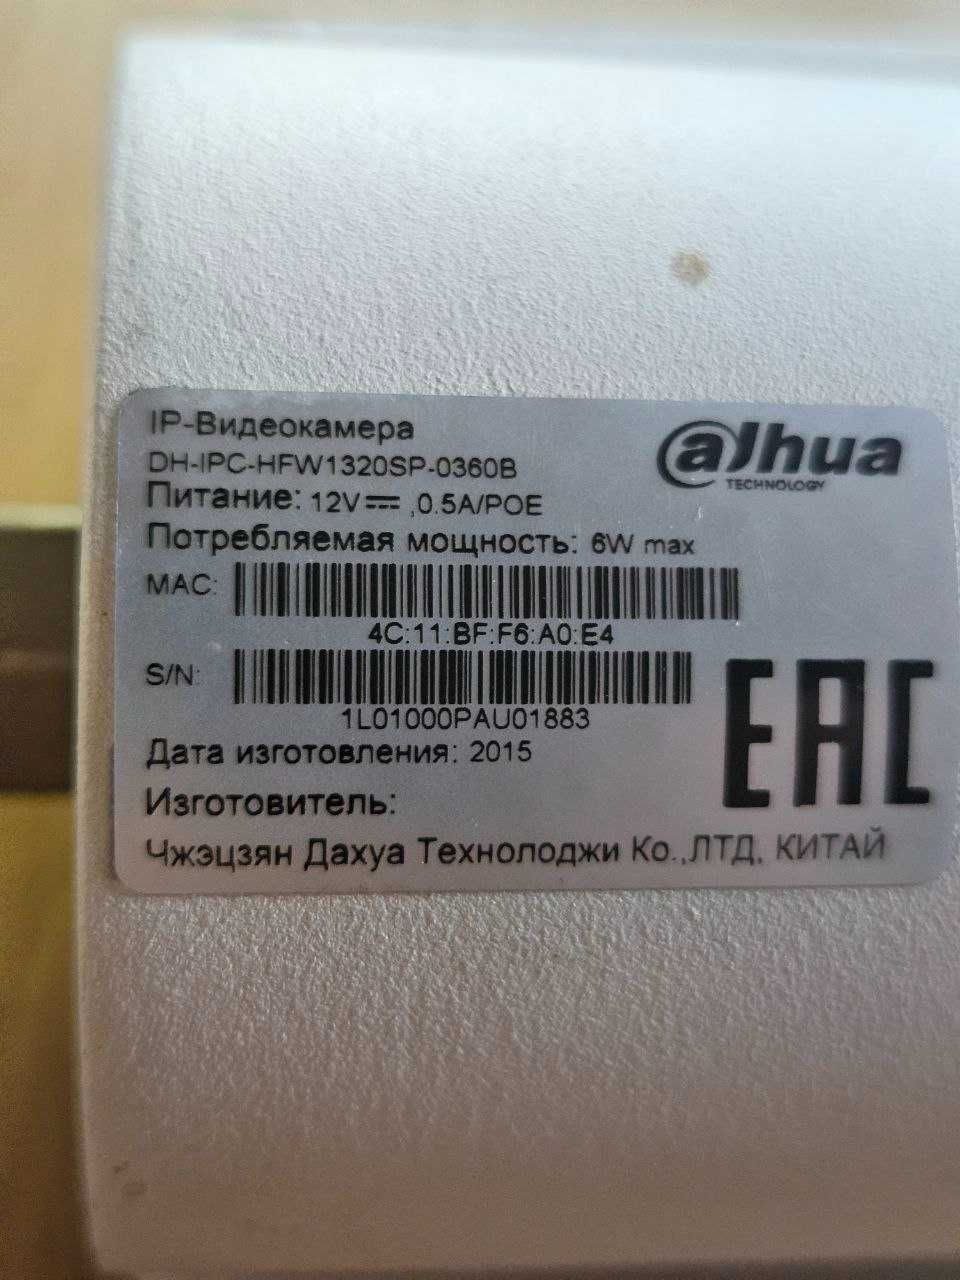 IP-Видеокамера
DH-IPC-HFW1320SP-0360B
alhua
TECHNOLOGY
Питание: 12V⎓ ,0.5A/POE
Потребляемая мощность: 6W max
MAC:
4C:11:BF:F6:A0:E4
S/N:
1L01000PAU01883
EAC
Дата изготовления: 2015
Изготовитель:
Чжэцзян Дахуа Технолоджи Ко.,ЛТД, КИТАЙ